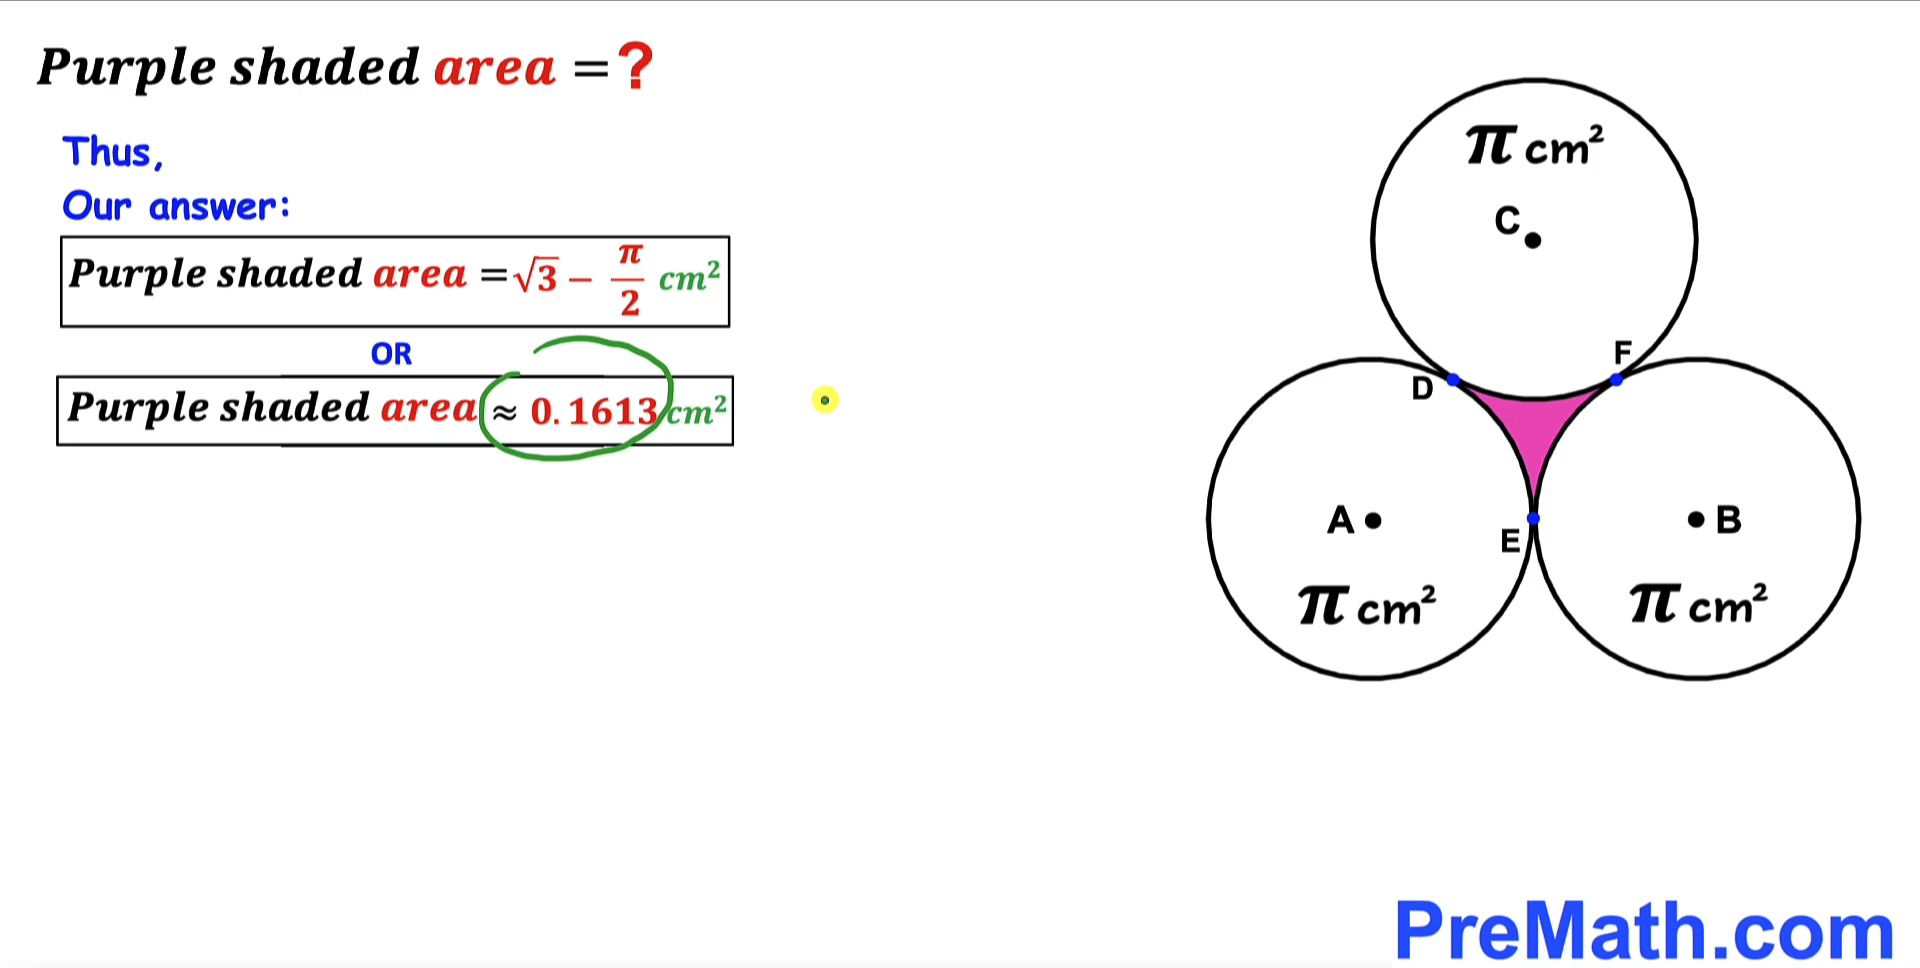 Purple shaded area = ?
Thus,
Our answer:
Purple shaded area = √3 − π/2 cm²
OR
Purple shaded area ≈ 0.1613 cm²
π cm²
C
F
D
A
B
E
π cm²
π cm²
PreMath.com